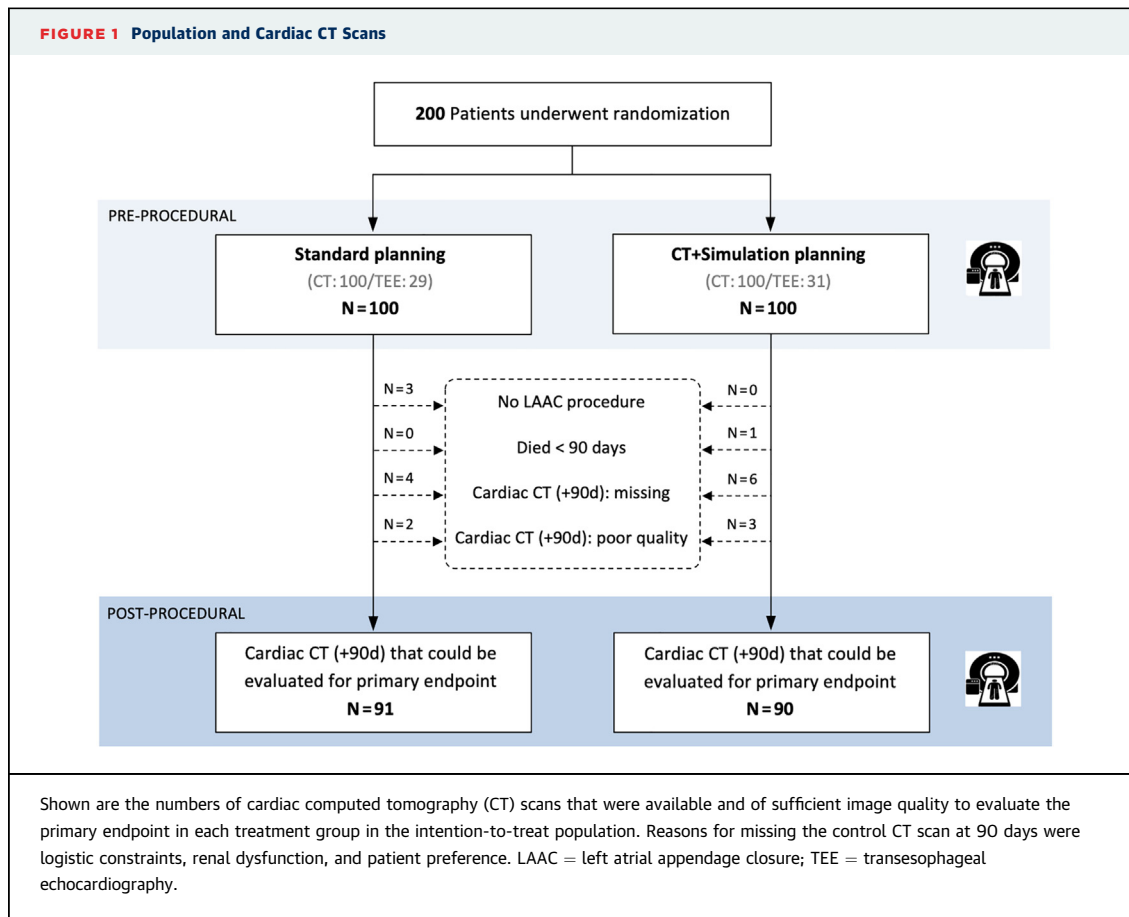 FIGURE 1 Population and Cardiac CT Scans
200 Patients underwent randomization
PRE-PROCEDURAL
Standard planning
(CT: 100/TEE: 29)
N=100
CT+Simulation planning
(CT: 100/TEE: 31)
N=100
N=3
No LAAC procedure
N=0
N=0
Died < 90 days
N=1
N=4
Cardiac CT (+90d): missing
N=6
N=2
Cardiac CT (+90d): poor quality
N=3
POST-PROCEDURAL
Cardiac CT (+90d) that could be
evaluated for primary endpoint
N=91
Cardiac CT (+90d) that could be
evaluated for primary endpoint
N=90
Shown are the numbers of cardiac computed tomography (CT) scans that were available and of sufficient image quality to evaluate the
primary endpoint in each treatment group in the intention-to-treat population. Reasons for missing the control CT scan at 90 days were
logistic constraints, renal dysfunction, and patient preference. LAAC = left atrial appendage closure; TEE = transesophageal
echocardiography.